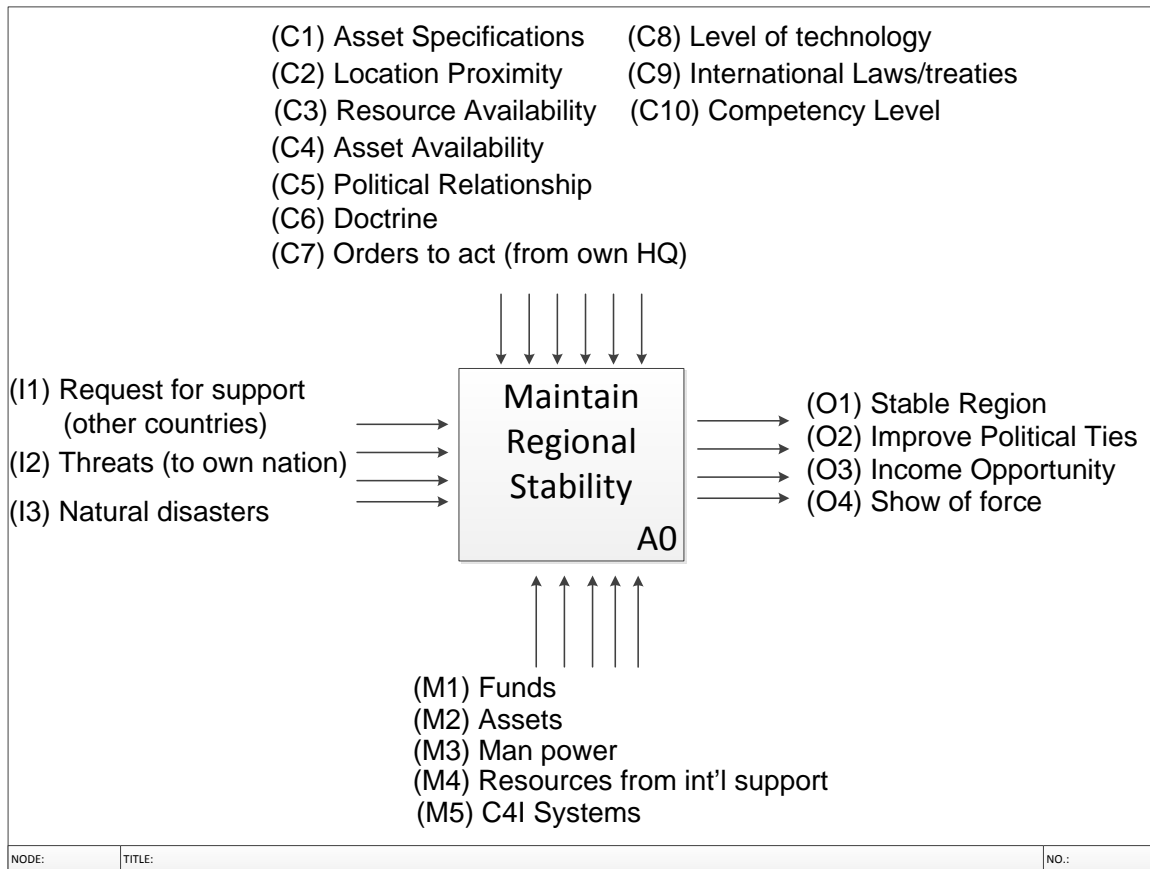 (C1) Asset Specifications
(C2) Location Proximity
(C3) Resource Availability
(C4) Asset Availability
(C5) Political Relationship
(C6) Doctrine
(C7) Orders to act (from own HQ)
(C8) Level of technology
(C9) International Laws/treaties
(C10) Competency Level
(I1) Request for support
(other countries)
(I2) Threats (to own nation)
(I3) Natural disasters
Maintain
Regional
Stability
A0
(O1) Stable Region
(O2) Improve Political Ties
(O3) Income Opportunity
(O4) Show of force
(M1) Funds
(M2) Assets
(M3) Man power
(M4) Resources from int’l support
(M5) C4I Systems
NODE:
TITLE:
NO.: